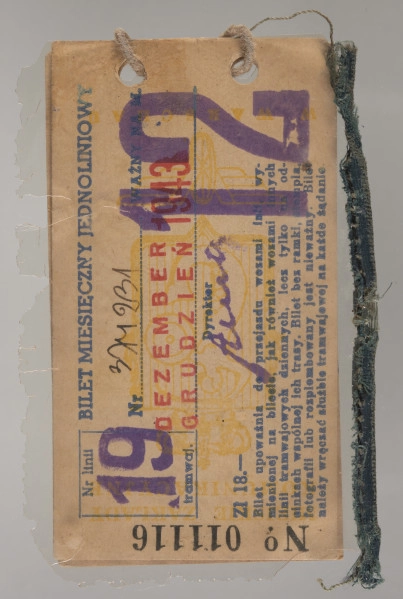 BILET MIESIĘCZNY JEDNOLINIOWY
Nr linii
tramwaj.
19
Nr 37M931
WAŻNY NA M.
12
DEZEMBER 1943
GRUDZIEŃ
Dyrektor
Zł 18.—
Bilet upoważnia do przejazdu wozami wy-
mienionej na bilecie, jak również wozami innych
linii tramwajowych dziennych, lecz tylko na od-
cinkach wspólnej ich trasy. Bilet bez ramki,
fotografii lub rozplombowany jest nieważny. Bilet
należy wręczać służbie tramwajowej na każde żądanie
Nº 011116